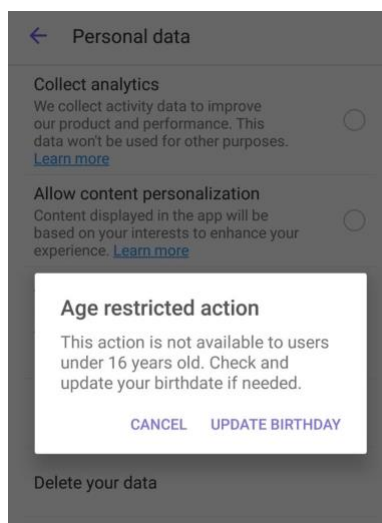 Personal data
Collect analytics
We collect activity data to improve
our product and performance. This
data won't be used for other purposes.
Learn more
Allow content personalization
Content displayed in the app will be
based on your interests to enhance your
experience. Learn more
Age restricted action
This action is not available to users
under 16 years old. Check and
update your birthdate if needed.
CANCEL UPDATE BIRTHDAY
Delete your data